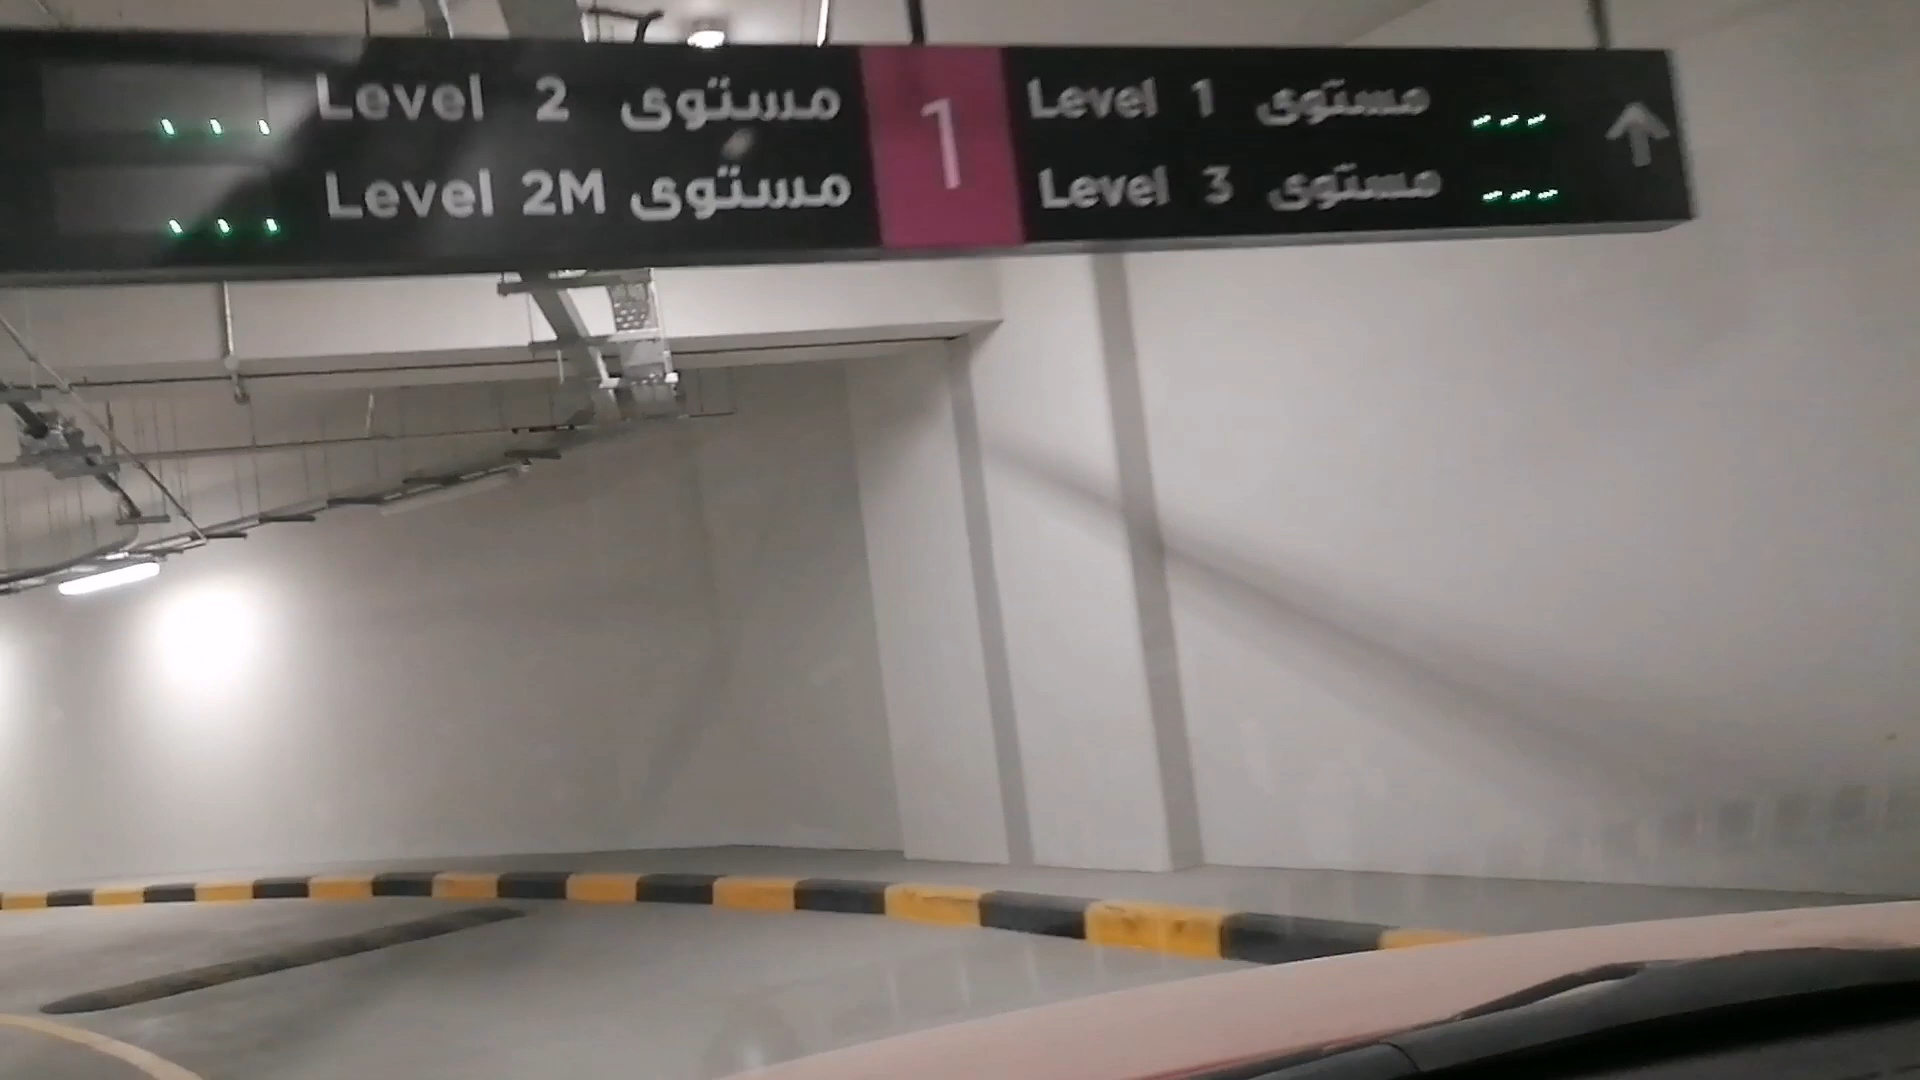 Level 2 مستوى
Level 2M مستوى
1
Level 1 مستوى ---
Level 3 مستوى ---